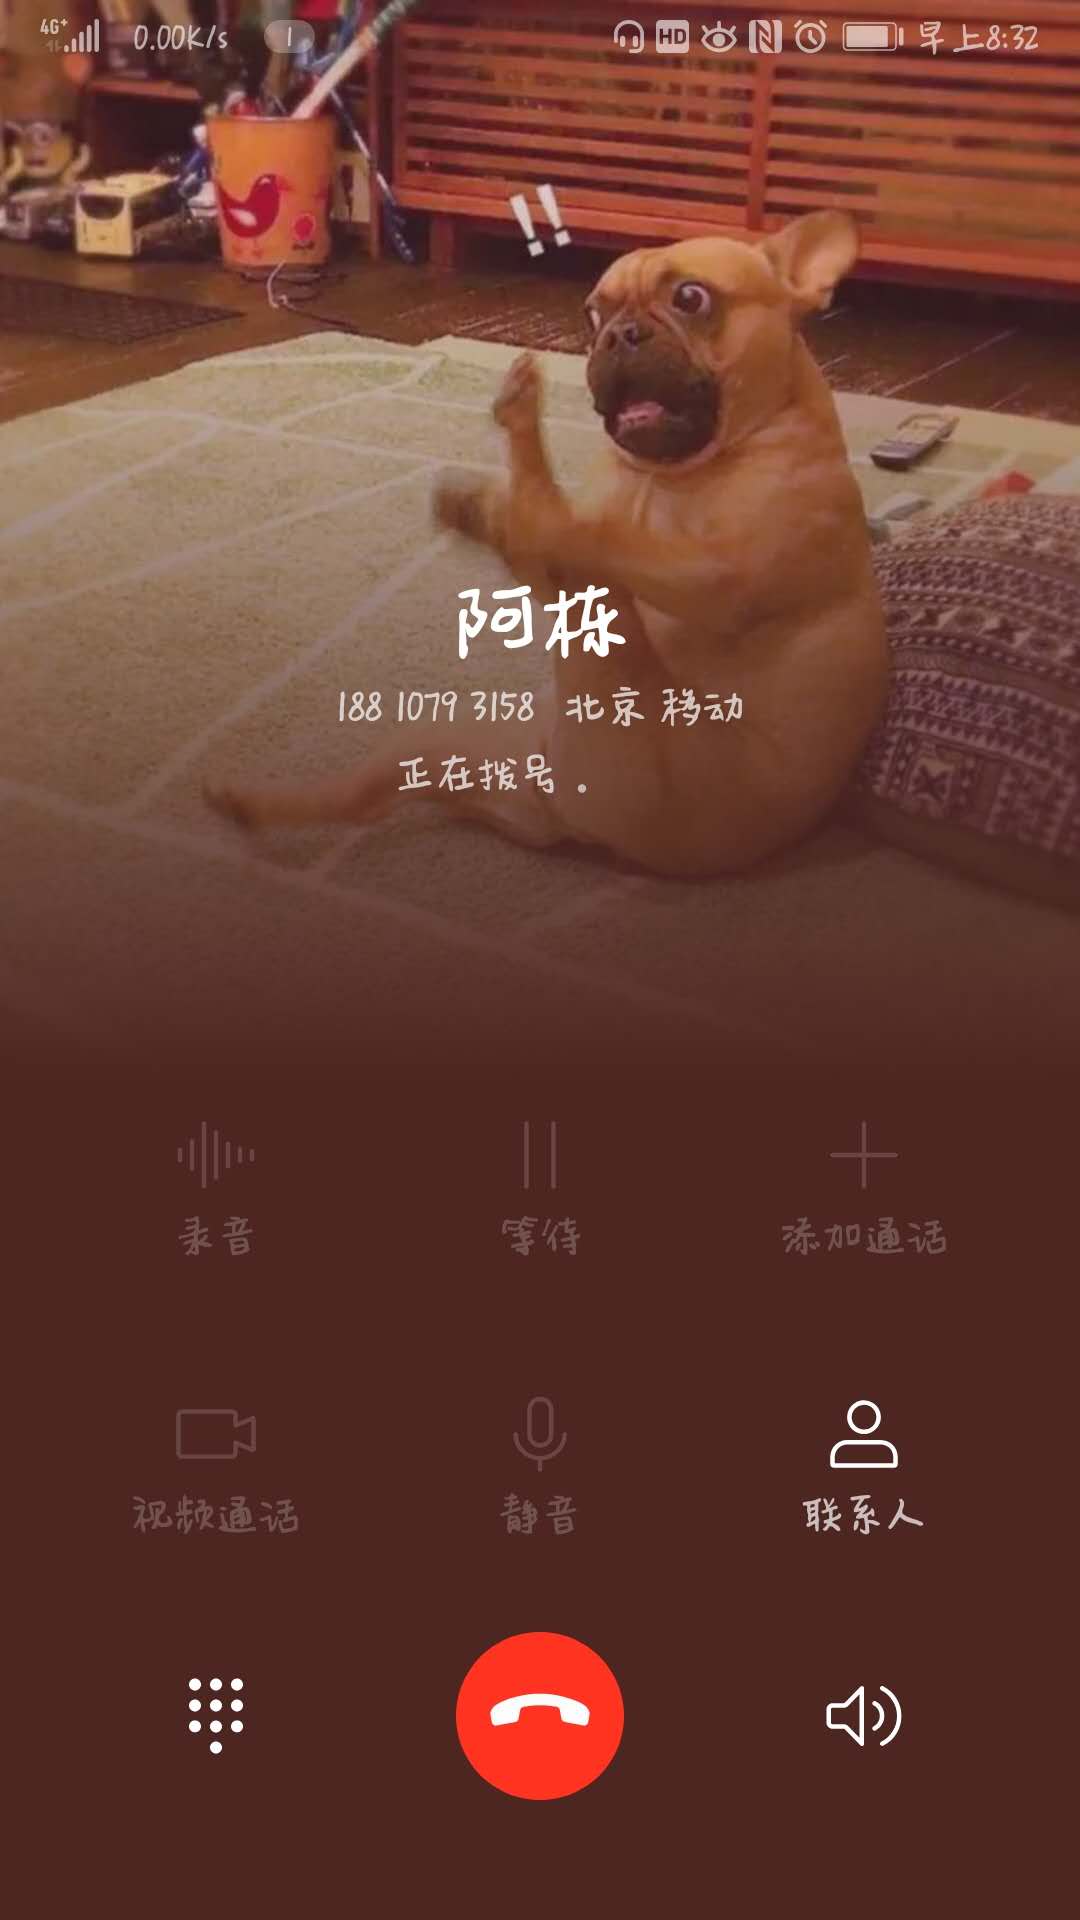 4G+ 0.00K/s 1 HD 早上8:32
!!
阿栋
188 1079 3158 北京 移动
正在拨号 .
录音 等待 添加通话
视频通话 静音 联系人